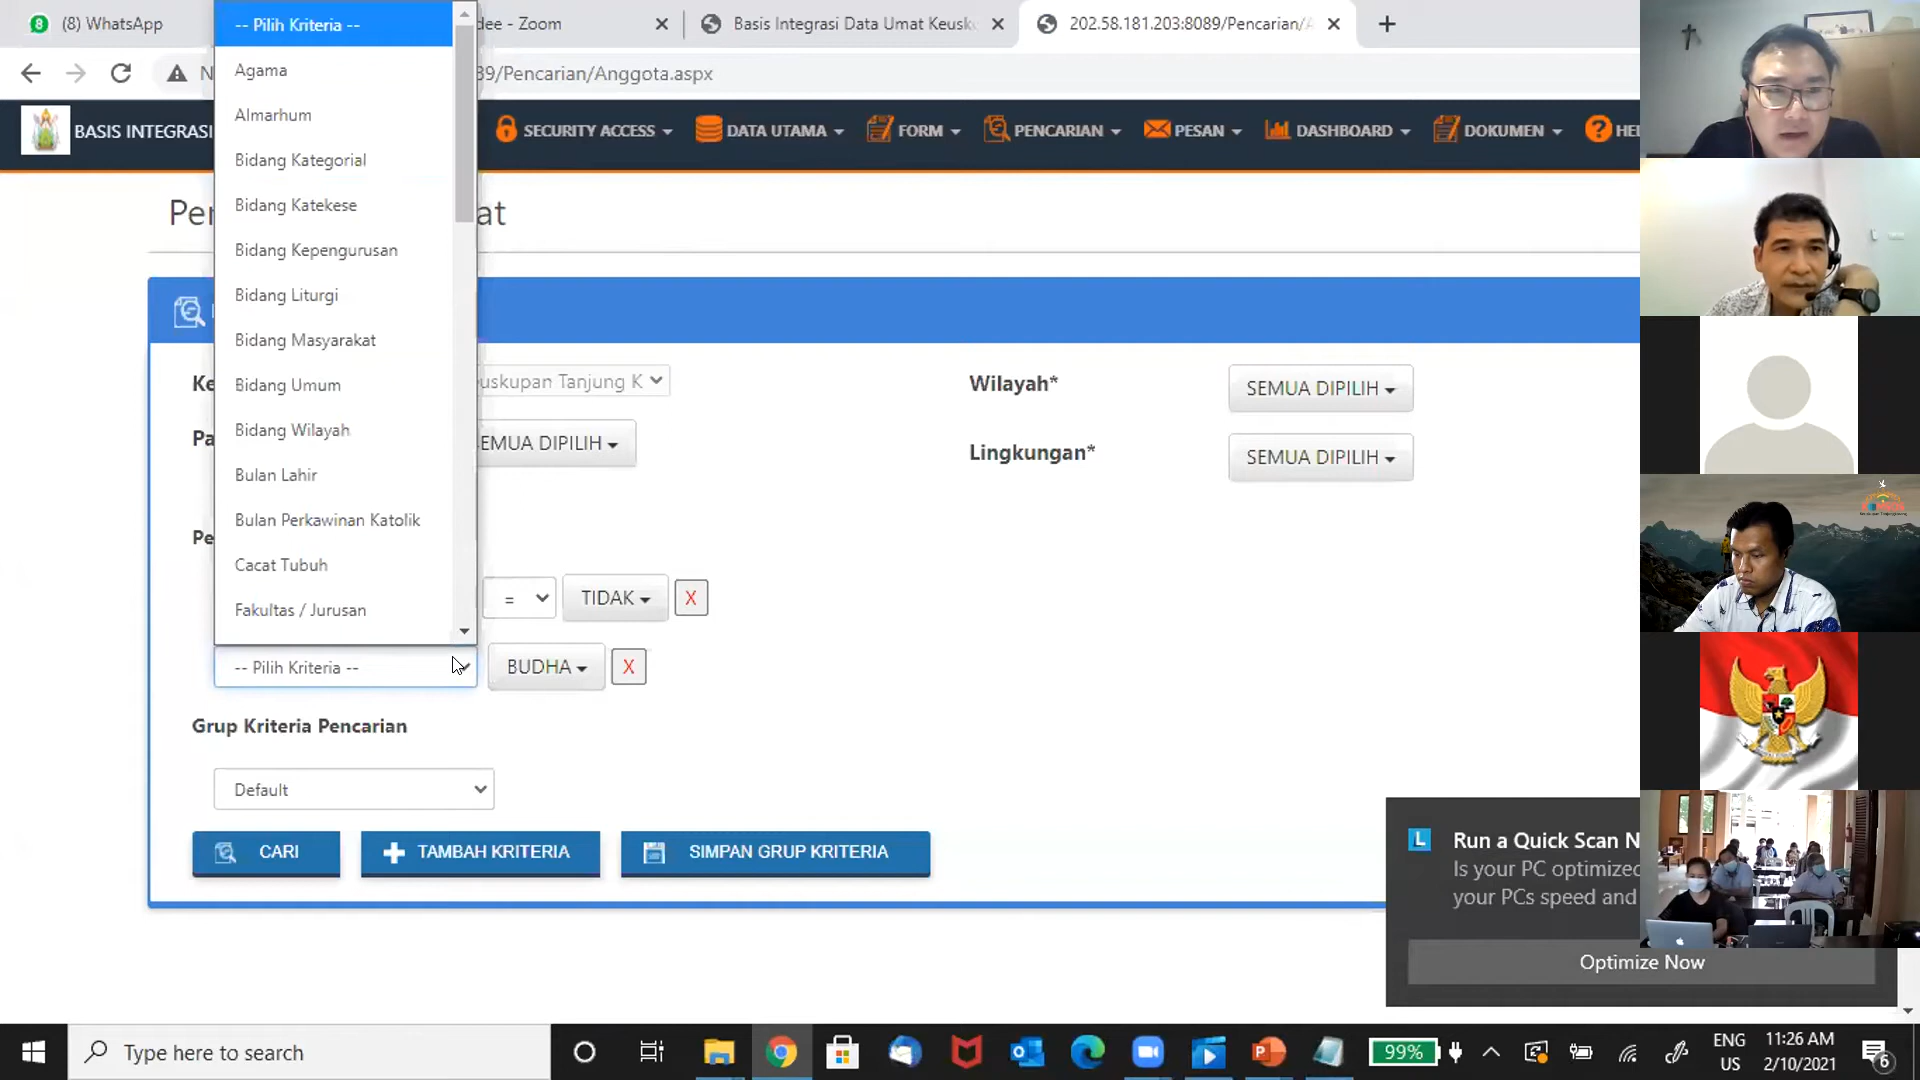 (8) WhatsApp
dee - Zoom
Basis Integrasi Data Umat Keusk
202.58.181.203:8089/Pencarian/A
N
39/Pencarian/Anggota.aspx
-- Pilih Kriteria --
Agama
Almarhum
Bidang Kategorial
Bidang Katekese
Bidang Kepengurusan
Bidang Liturgi
Bidang Masyarakat
Bidang Umum
Bidang Wilayah
Bulan Lahir
Bulan Perkawinan Katolik
Cacat Tubuh
Fakultas / Jurusan
BASIS INTEGRASI
SECURITY ACCESS
DATA UTAMA
FORM
PENCARIAN
PESAN
DASHBOARD
DOKUMEN
HEL
Per
at
Ke
euskupan Tanjung K
Wilayah*
SEMUA DIPILIH
Pa
SEMUA DIPILIH
Lingkungan*
SEMUA DIPILIH
Pe
=
TIDAK
X
-- Pilih Kriteria --
BUDHA
X
Grup Kriteria Pencarian
Default
CARI
TAMBAH KRITERIA
SIMPAN GRUP KRITERIA
L
Run a Quick Scan N
Is your PC optimized
your PCs speed and
Optimize Now
Type here to search
99%
ENG
US
11:26 AM
2/10/2021
6